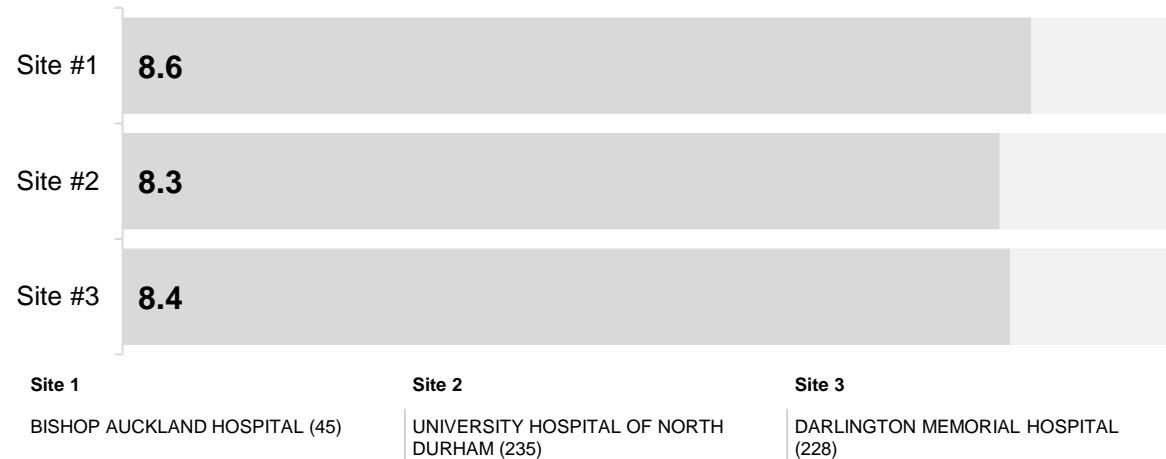 Site #1
8.6
Site #2
8.3
Site #3
8.4
Site 1
BISHOP AUCKLAND HOSPITAL (45)
Site 2
UNIVERSITY HOSPITAL OF NORTH
DURHAM (235)
Site 3
DARLINGTON MEMORIAL HOSPITAL
(228)